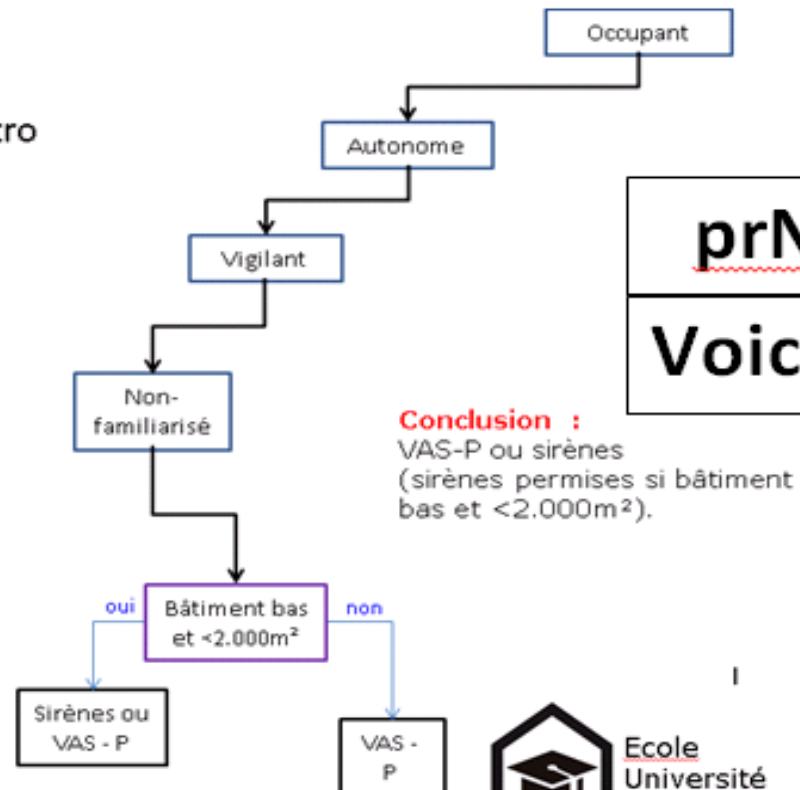 Occupant
tro
Autonome
prN
Vigilant
Voic
Non-
familiarisé
Conclusion :
VAS-P ou sirènes
(sirènes permises si bâtiment
bas et <2.000m²).
oui
Bâtiment bas
et <2.000m²
non
Sirènes ou
VAS - P
VAS -
P
I
Ecole
Université